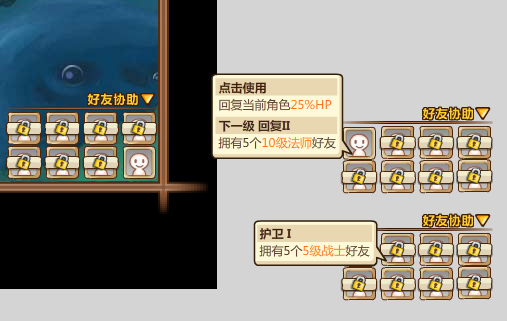 好友协助
点击使用
回复当前角色25%HP
下一级 回复II
拥有5个10级法师好友
好友协助
好友协助
护卫 I
拥有5个5级战士好友